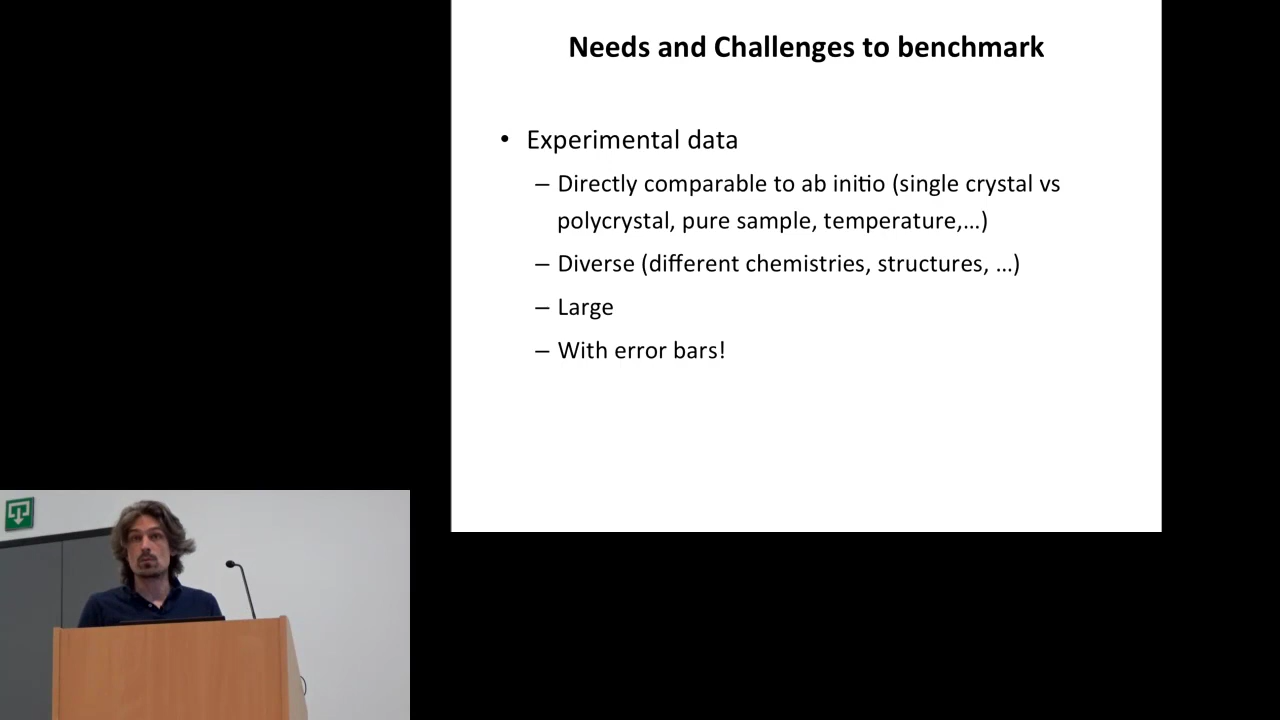 Needs and Challenges to benchmark
• Experimental data
– Directly comparable to ab initio (single crystal vs
polycrystal, pure sample, temperature,…)
– Diverse (different chemistries, structures, …)
– Large
– With error bars!